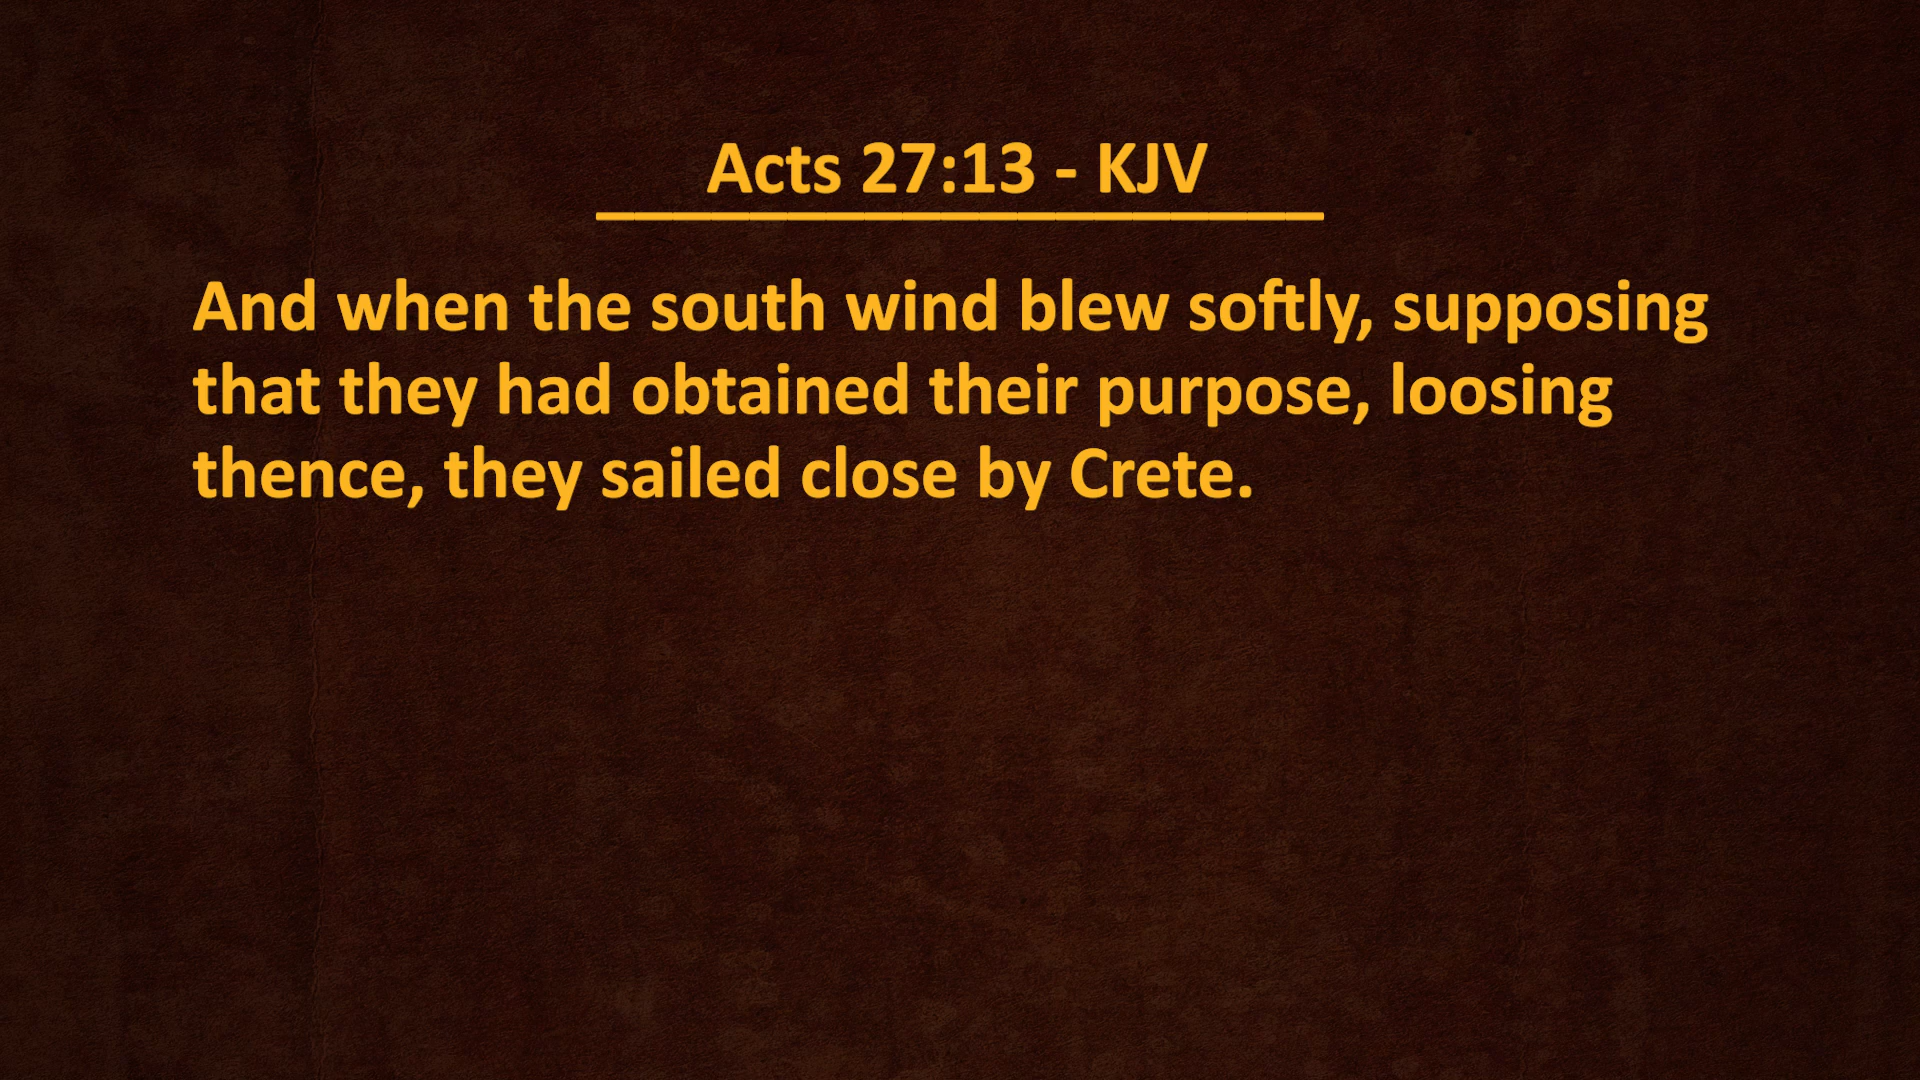 Acts 27:13 - KJV
And when the south wind blew softly, supposing
that they had obtained their purpose, loosing
thence, they sailed close by Crete.